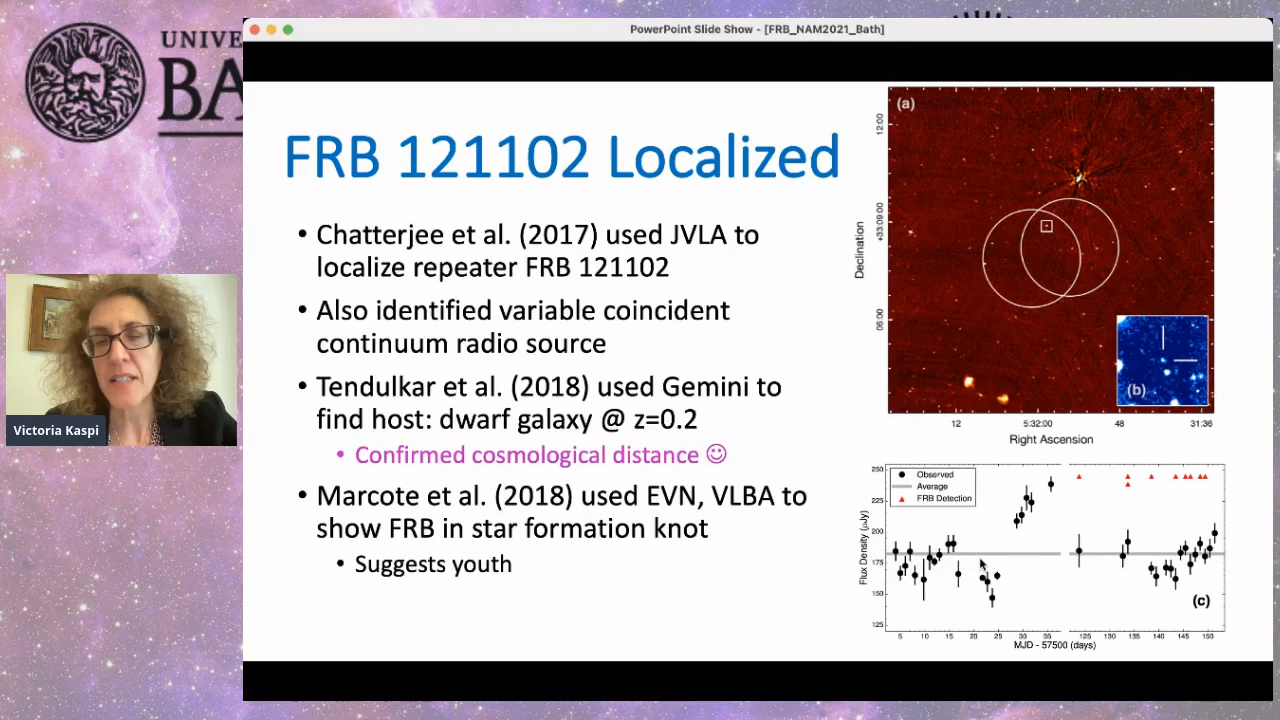 UNIVE
BA
PowerPoint Slide Show - [FRB_NAM2021_Bath]
FRB 121102 Localized
• Chatterjee et al. (2017) used JVLA to
localize repeater FRB 121102
• Also identified variable coincident
continuum radio source
• Tendulkar et al. (2018) used Gemini to
find host: dwarf galaxy @ z=0.2
• Confirmed cosmological distance ☺
• Marcote et al. (2018) used EVN, VLBA to
show FRB in star formation knot
• Suggests youth
Victoria Kaspi
(a)
12:00
+33:09:00
06:00
Declination
(b)
12 5:32:00 48 31:36
Right Ascension
Observed
Average
FRB Detection
250
225
200
175
150
125
Flux Density (μJy)
(c)
5 10 15 20 25 30 35 125 130 135 140 145 150
MJD - 57500 (days)